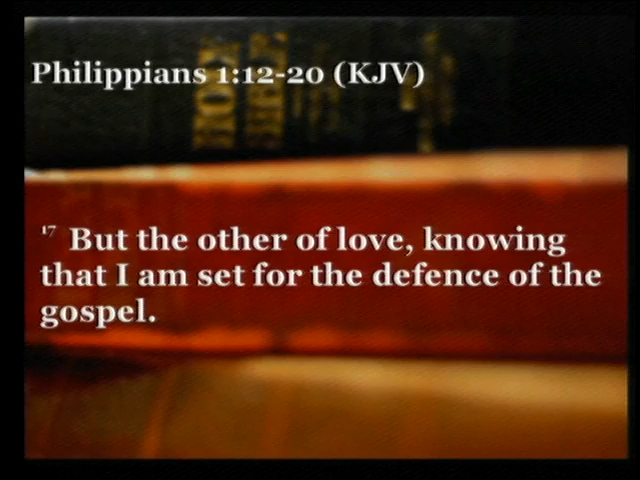 Philippians 1:12-20 (KJV)
17 But the other of love, knowing
that I am set for the defence of the
gospel.